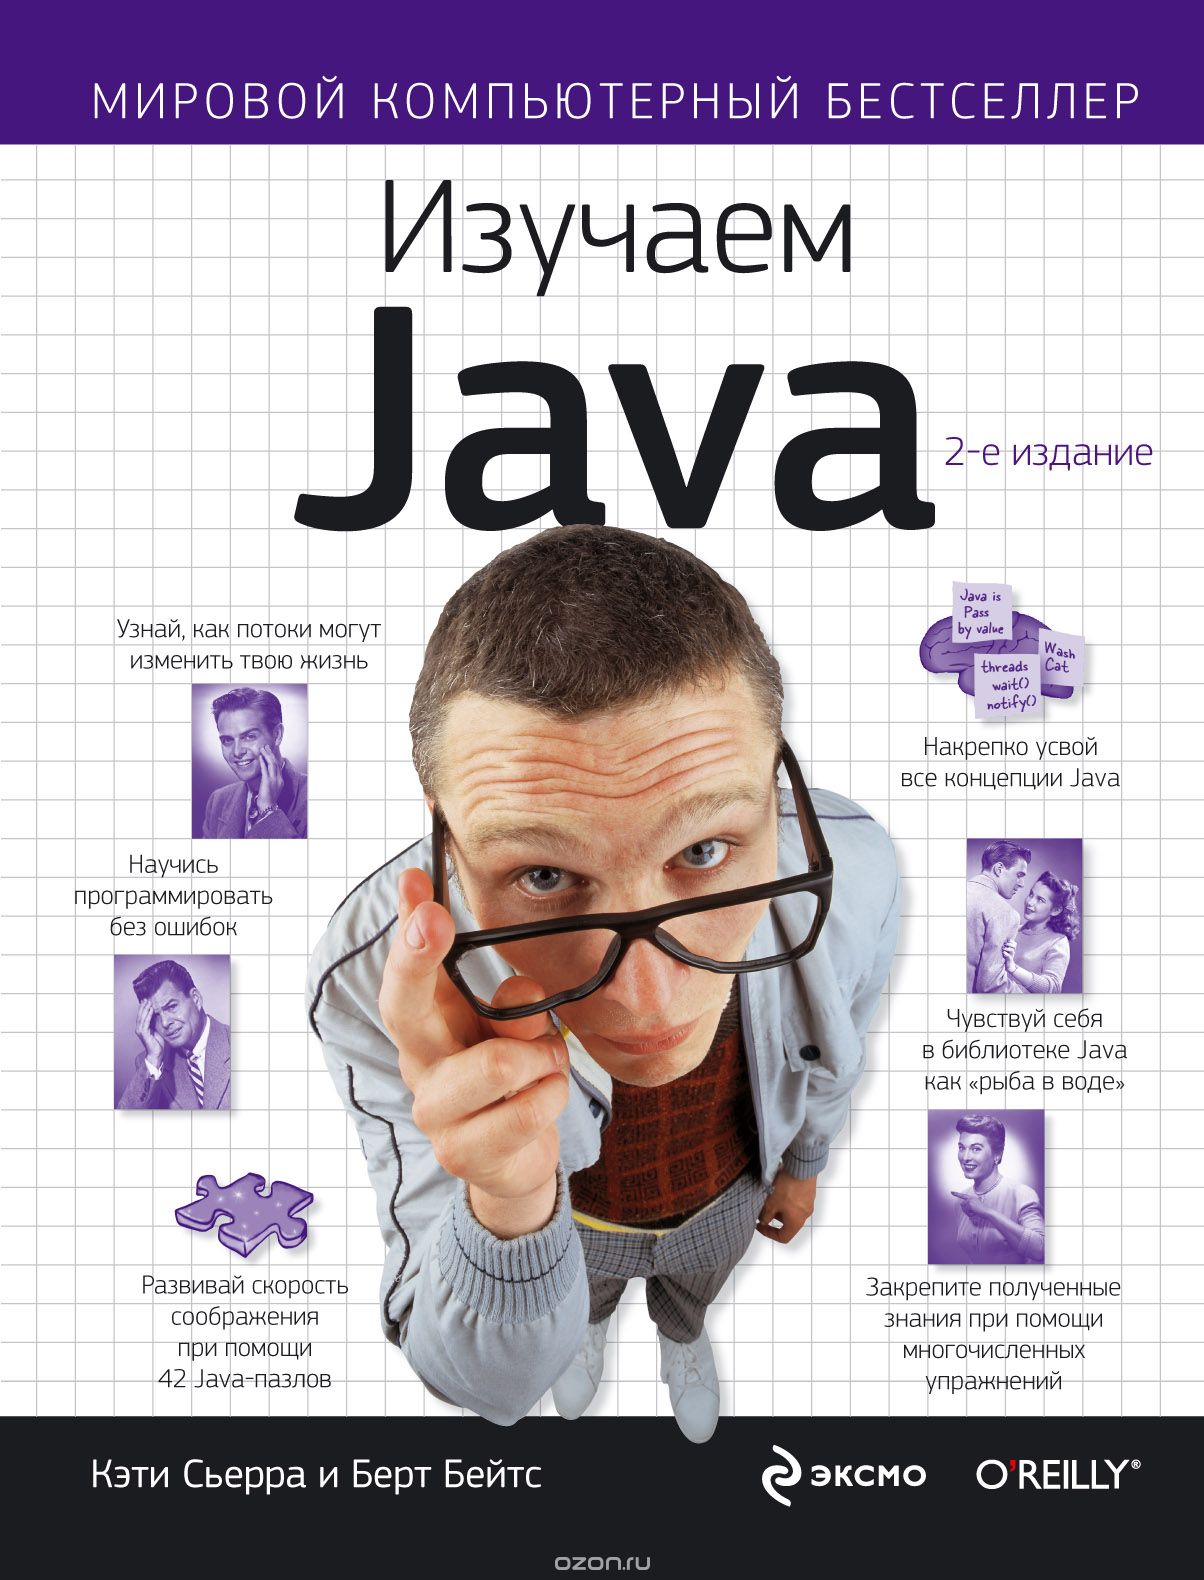 МИРОВОЙ КОМПЬЮТЕРНЫЙ БЕСТСЕЛЛЕР
Изучаем
Java
2-е издание
Узнай, как потоки могут
изменить твою жизнь
Java is
Pass
by value
Wash
Cat
threads
wait()
notify()
Накрепко усвой
все концепции Java
Научись
программировать
без ошибок
Чувствуй себя
в библиотеке Java
как «рыба в воде»
Развивай скорость
соображения
при помощи
42 Java-пазлов
Закрепите полученные
знания при помощи
многочисленных
упражнений
Кэти Сьерра и Берт Бейтс
эксмо
O'REILLY®
ozon.ru